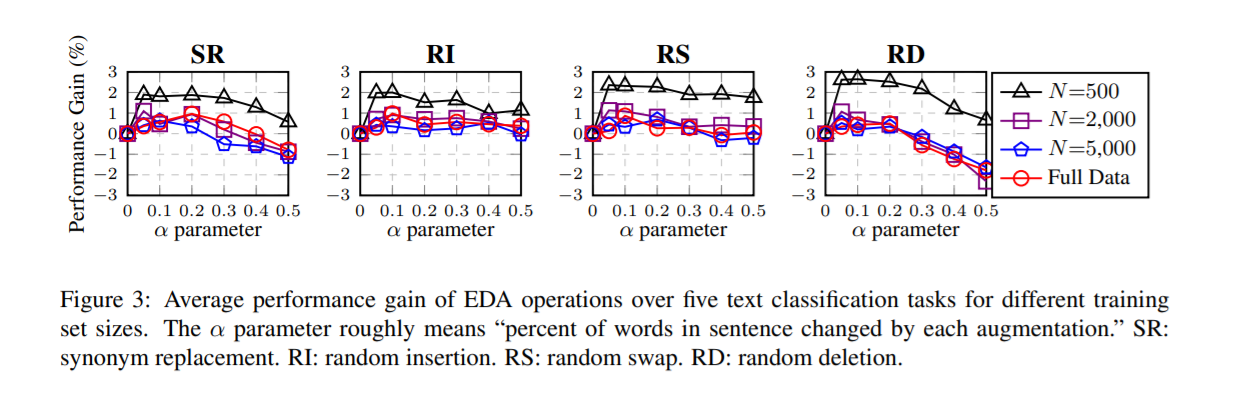 SR RI RS RD
Performance Gain (%)
3 3 3 3
2 2 2 2
1 1 1 1
0 0 0 0
−1 −1 −1 −1
−2 −2 −2 −2
−3 −3 −3 −3
0 0.1 0.2 0.3 0.4 0.5 0 0.1 0.2 0.3 0.4 0.5 0 0.1 0.2 0.3 0.4 0.5 0 0.1 0.2 0.3 0.4 0.5
α parameter α parameter α parameter α parameter
N=500
N=2,000
N=5,000
Full Data
Figure 3: Average performance gain of EDA operations over five text classification tasks for different training
set sizes. The α parameter roughly means “percent of words in sentence changed by each augmentation.” SR:
synonym replacement. RI: random insertion. RS: random swap. RD: random deletion.